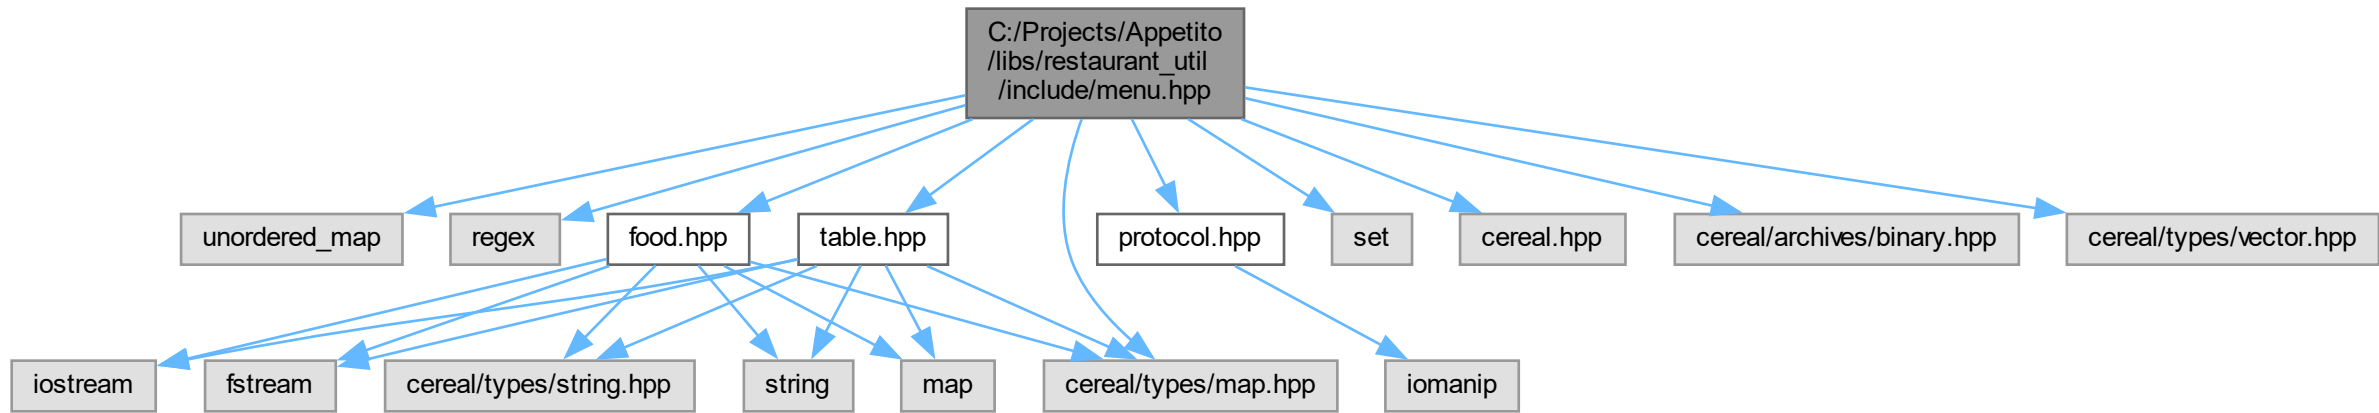 C:/Projects/Appetito
/libs/restaurant_util
/include/menu.hpp
unordered_map
regex
food.hpp
table.hpp
protocol.hpp
set
cereal.hpp
cereal/archives/binary.hpp
cereal/types/vector.hpp
iostream
fstream
cereal/types/string.hpp
string
map
cereal/types/map.hpp
iomanip